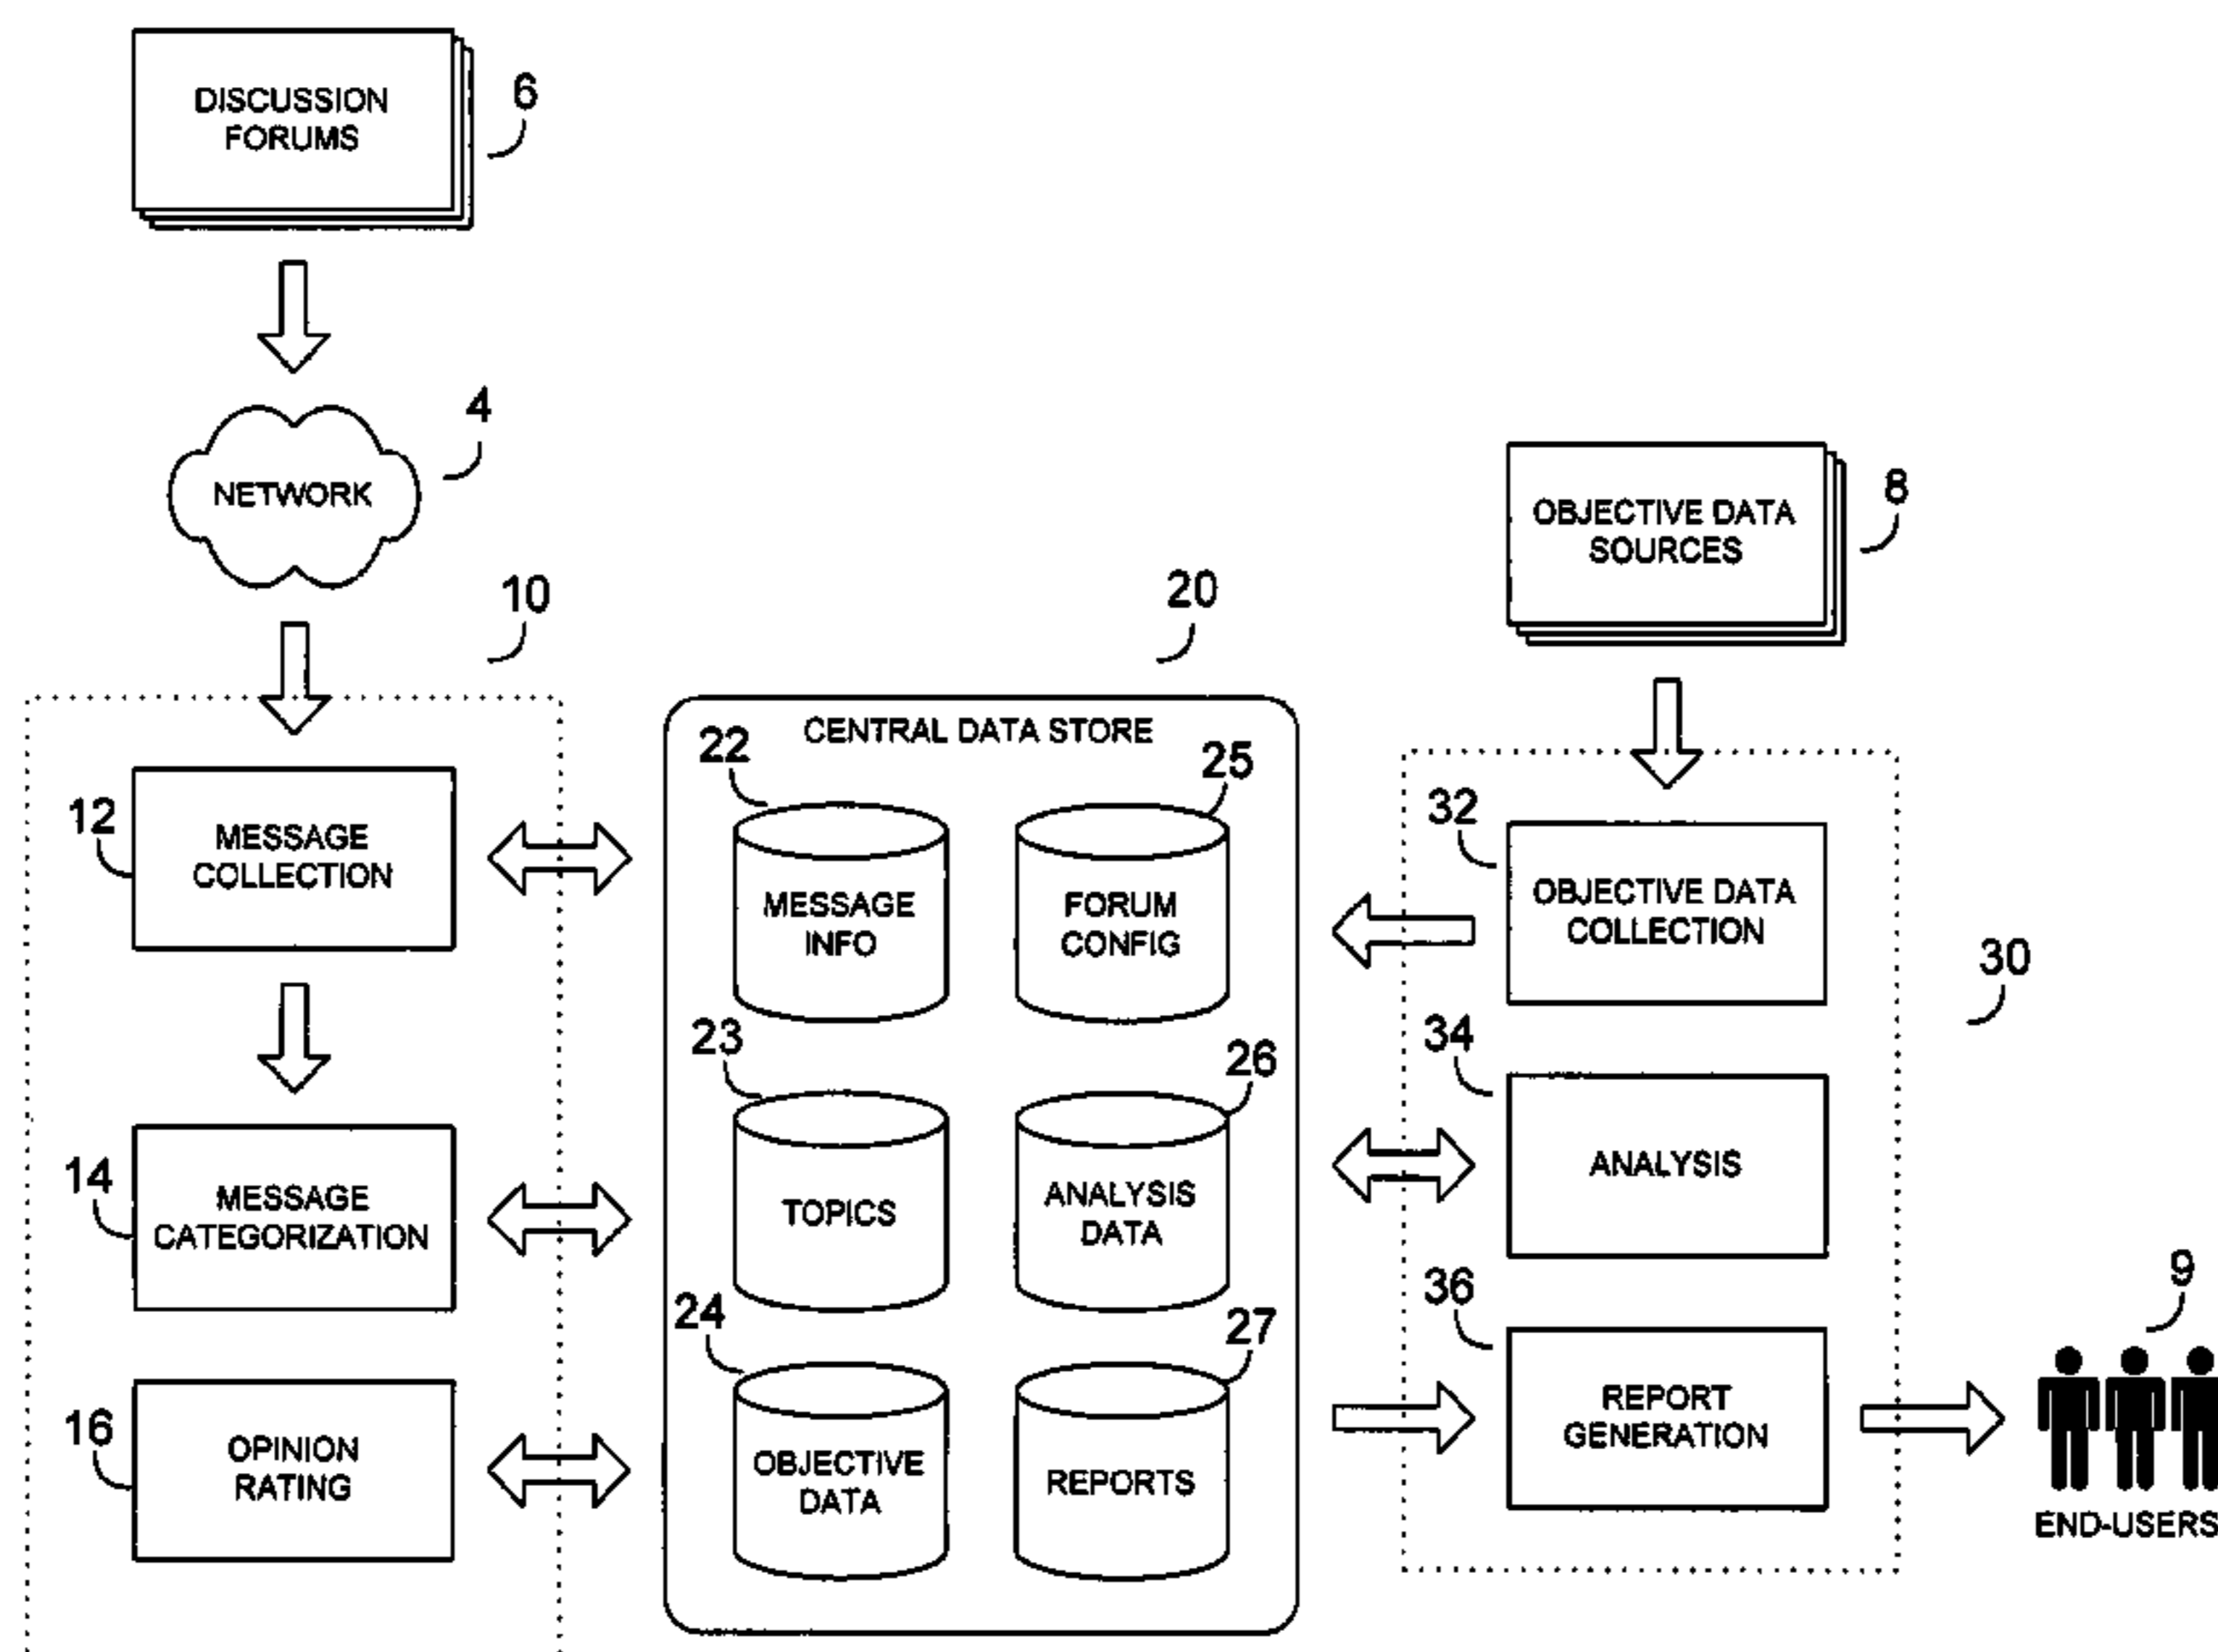 DISCUSSION
FORUMS
6
NETWORK
4
10
12
MESSAGE
COLLECTION
14
MESSAGE
CATEGORIZATION
16
OPINION
RATING
20
CENTRAL DATA STORE
22
MESSAGE
INFO
25
FORUM
CONFIG
23
TOPICS
26
ANALYSIS
DATA
24
OBJECTIVE
DATA
27
REPORTS
OBJECTIVE DATA
SOURCES
8
32
OBJECTIVE DATA
COLLECTION
30
34
ANALYSIS
36
REPORT
GENERATION
9
END-USERS